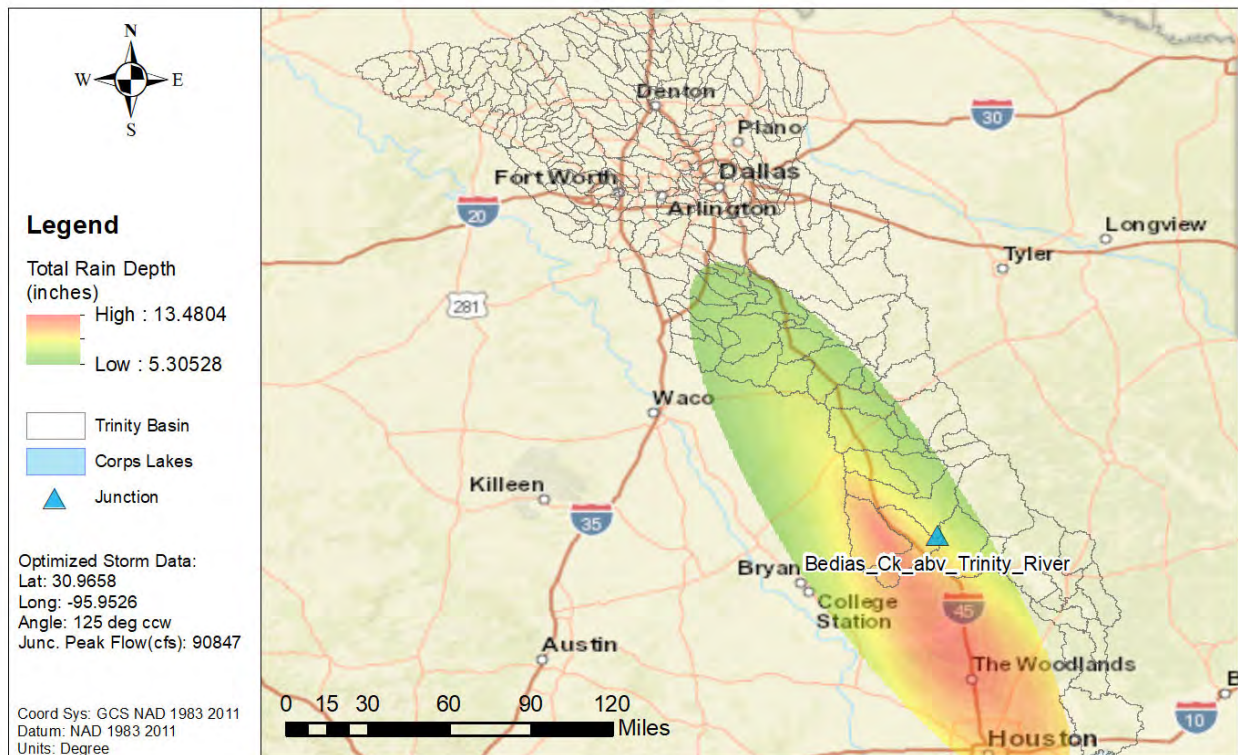 N
W
E
S
Legend
Total Rain Depth
(inches)
High : 13.4804
Low : 5.30528
Trinity Basin
Corps Lakes
Junction
Optimized Storm Data:
Lat: 30.9658
Long: -95.9526
Angle: 125 deg ccw
Junc. Peak Flow(cfs): 90847
Coord Sys: GCS NAD 1983 2011
Datum: NAD 1983 2011
Units: Degree
Denton
Plano
30
Fort Worth
Dallas
Arlington
20
Longview
Tyler
281
Waco
Killeen
35
Bedias_Ck_abv_Trinity_River
Bryan
College
Station
45
Austin
The Woodlands
B
10
Houston
0 15 30 60 90 120
Miles